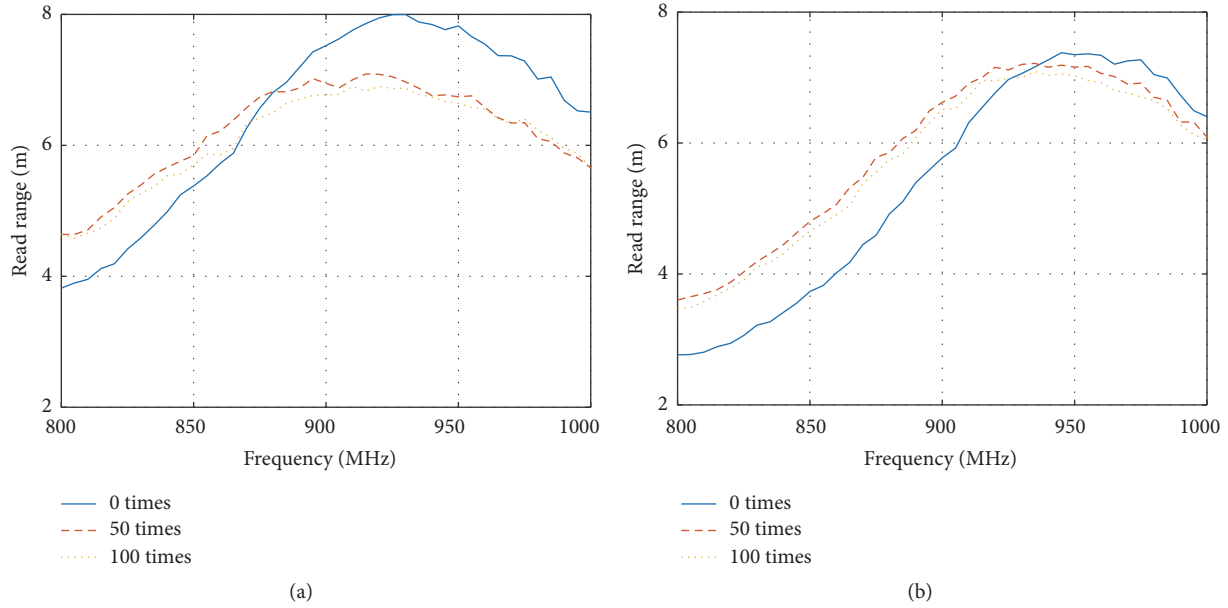 8
6
4
2
Read range (m)
800 850 900 950 1000
Frequency (MHz)
0 times
50 times
100 times
(a)
8
6
4
2
Read range (m)
800 850 900 950 1000
Frequency (MHz)
0 times
50 times
100 times
(b)